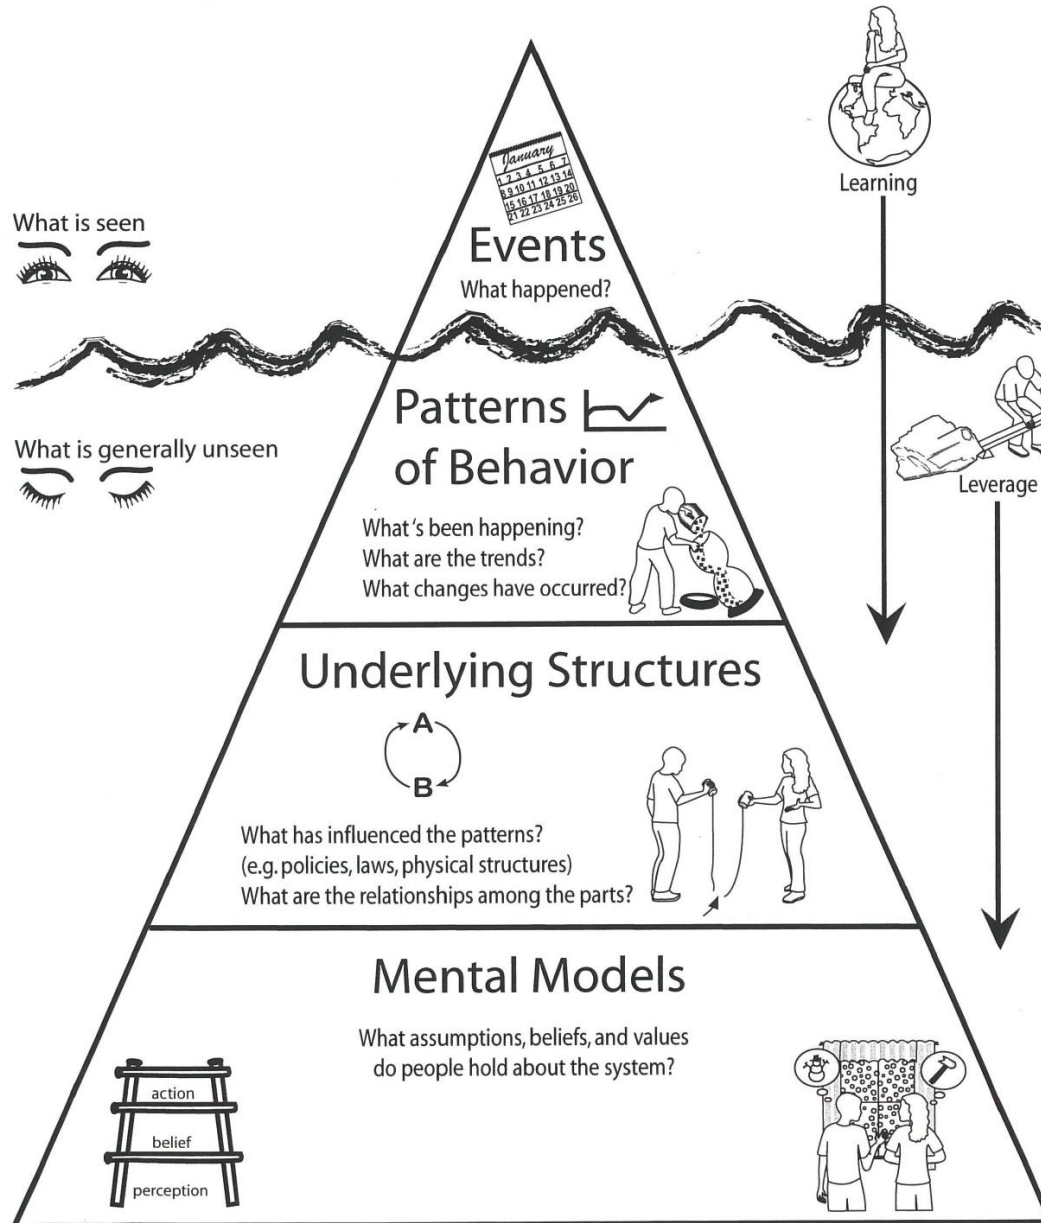 January
1 2 3 4 5 6 7
8 9 10 11 12 13 14
15 16 17 18 19 20
21 22 23 24 25 26
Learning
What is seen
Events
What happened?
Patterns
of Behavior
What is generally unseen
Leverage
What's been happening?
What are the trends?
What changes have occurred?
Underlying Structures
A
B
What has influenced the patterns?
(e.g. policies, laws, physical structures)
What are the relationships among the parts?
Mental Models
What assumptions, beliefs, and values
do people hold about the system?
action
belief
perception